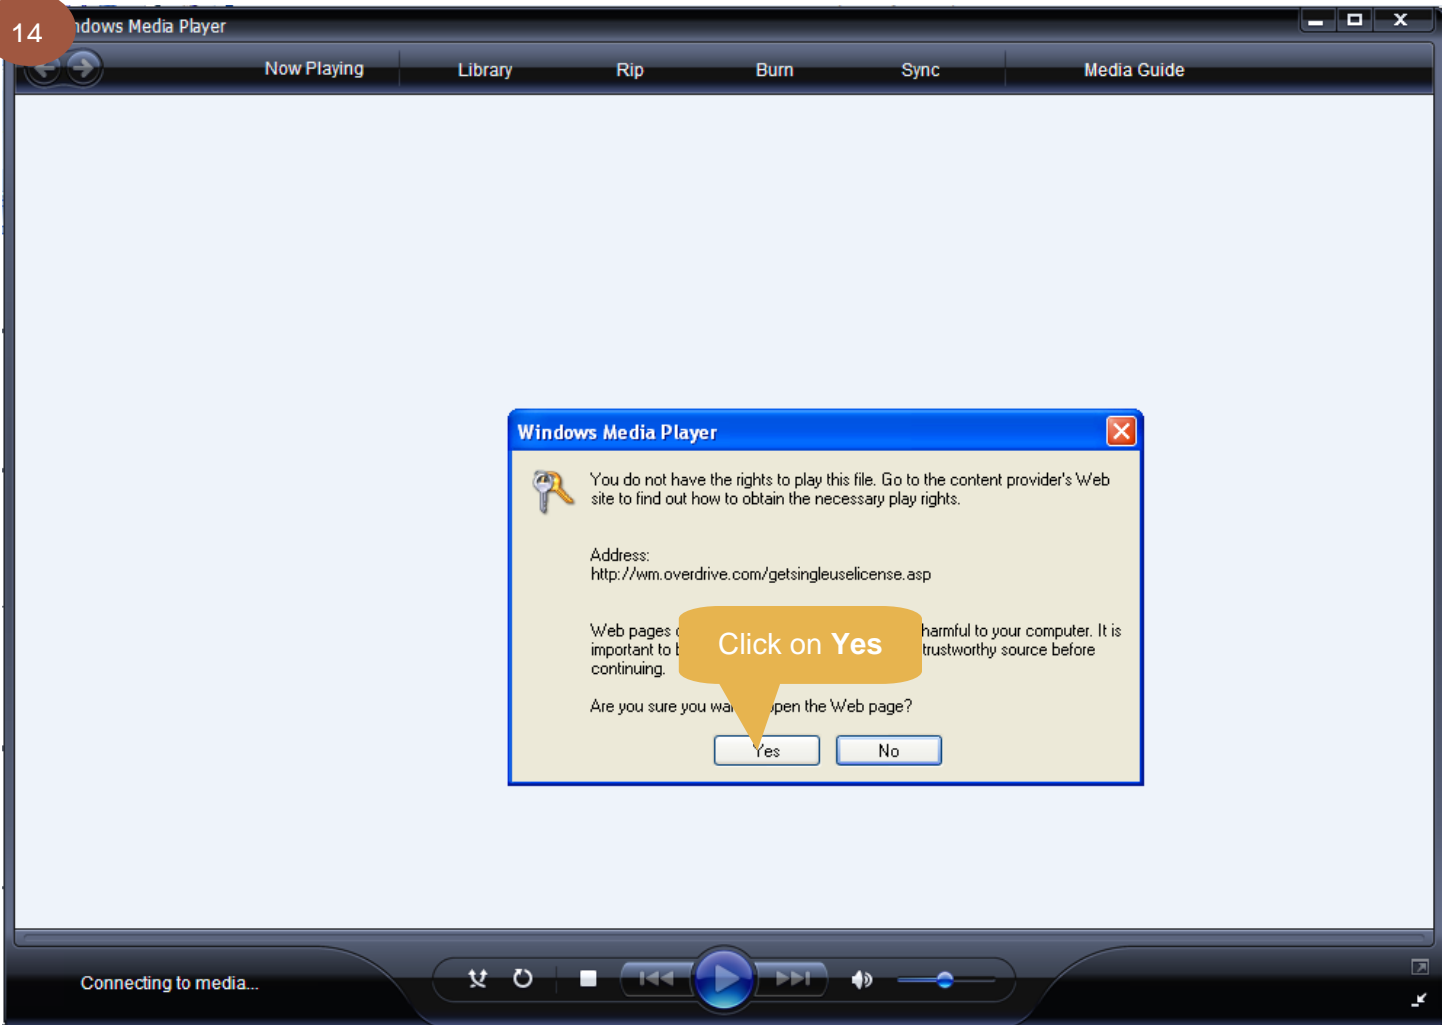 14
ndows Media Player
Now Playing
Library
Rip
Burn
Sync
Media Guide
Windows Media Player
You do not have the rights to play this file. Go to the content provider's Web
site to find out how to obtain the necessary play rights.
Address:
http://wm.overdrive.com/getsingleuselicense.asp
Web pages harmful to your computer. It is
important to trustworthy source before
continuing.
Click on Yes
Are you sure you open the Web page?
Yes
No
Connecting to media...